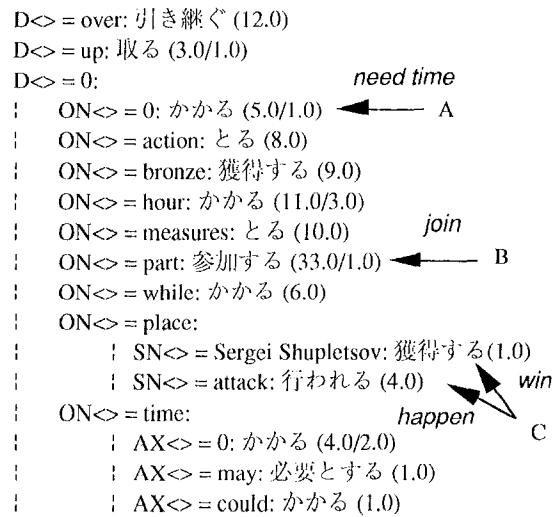 D<> = over: 引き継ぐ (12.0)
D<> = up: 取る (3.0/1.0)
D<> = 0:
need time
¦ ON<> = 0: かかる (5.0/1.0) A
¦ ON<> = action: とる (8.0)
¦ ON<> = bronze: 獲得する (9.0)
¦ ON<> = hour: かかる (11.0/3.0)
¦ ON<> = measures: とる (10.0)
join
¦ ON<> = part: 参加する (33.0/1.0) B
¦ ON<> = while: かかる (6.0)
¦ ON<> = place:
¦ ¦ SN<> = Sergei Shupletsov: 獲得する(1.0)
¦ ¦ SN<> = attack: 行われる (4.0) win
¦ ON<> = time: happen C
¦ ¦ AX<> = 0: かかる (4.0/2.0)
¦ ¦ AX<> = may: 必要とする (1.0)
¦ ¦ AX<> = could: かかる (1.0)